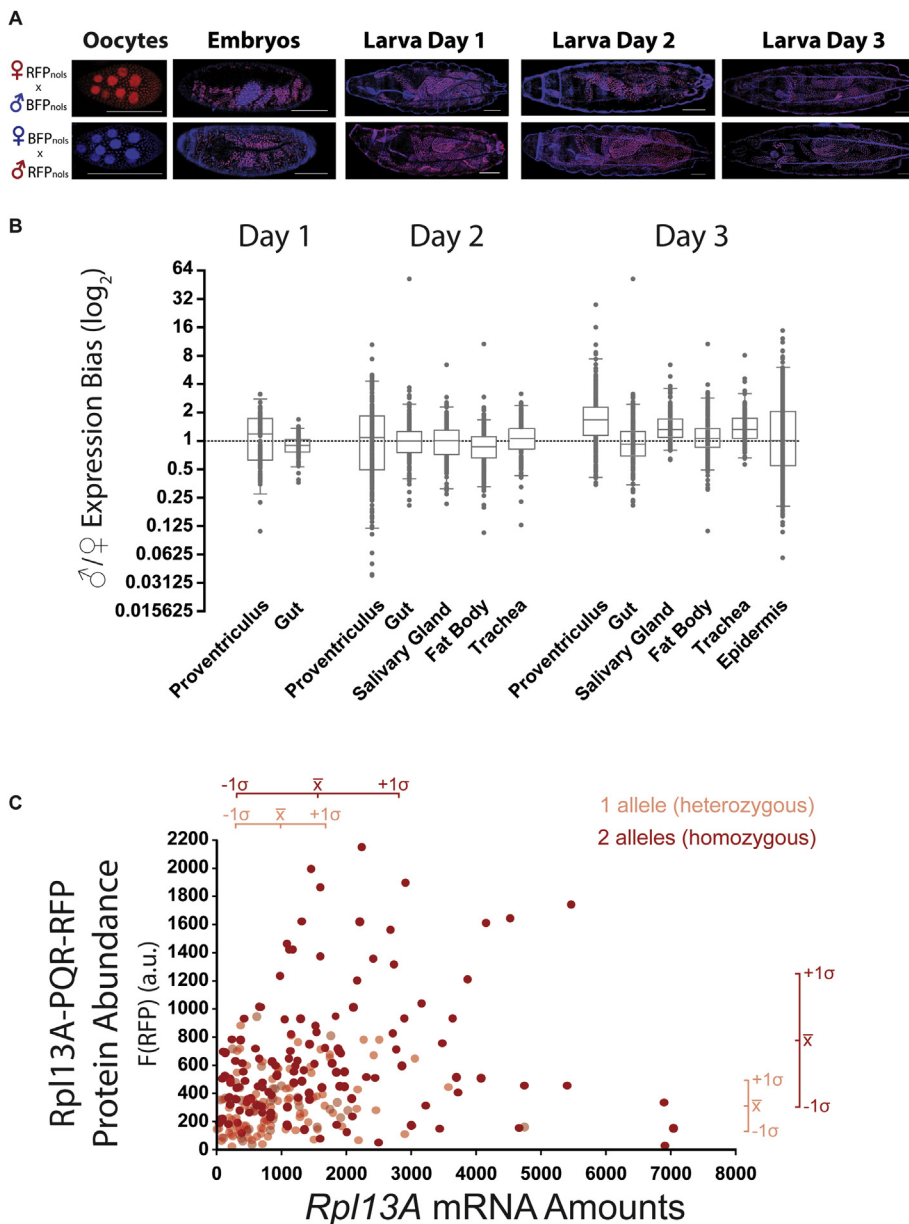 A
Oocytes
Embryos
Larva Day 1
Larva Day 2
Larva Day 3
♀ RFPnols
x
♂ BFPnols
♀ BFPnols
x
♂ RFPnols
B
Day 1
Day 2
Day 3
♂/♀ Expression Bias (log2)
64
32
16
8
4
2
1
0.5
0.25
0.125
0.0625
0.03125
0.015625
Proventriculus
Gut
Proventriculus
Gut
Salivary Gland
Fat Body
Trachea
Proventriculus
Gut
Salivary Gland
Fat Body
Trachea
Epidermis
C
-1σ x̅ +1σ
-1σ x̅ +1σ
1 allele (heterozygous)
2 alleles (homozygous)
Rpl13A-PQR-RFP
Protein Abundance
F(RFP) (a.u.)
2200
2000
1800
1600
1400
1200
1000
800
600
400
200
0
+1σ
x̅
-1σ
+1σ
x̅
-1σ
0 1000 2000 3000 4000 5000 6000 7000 8000
Rpl13A mRNA Amounts